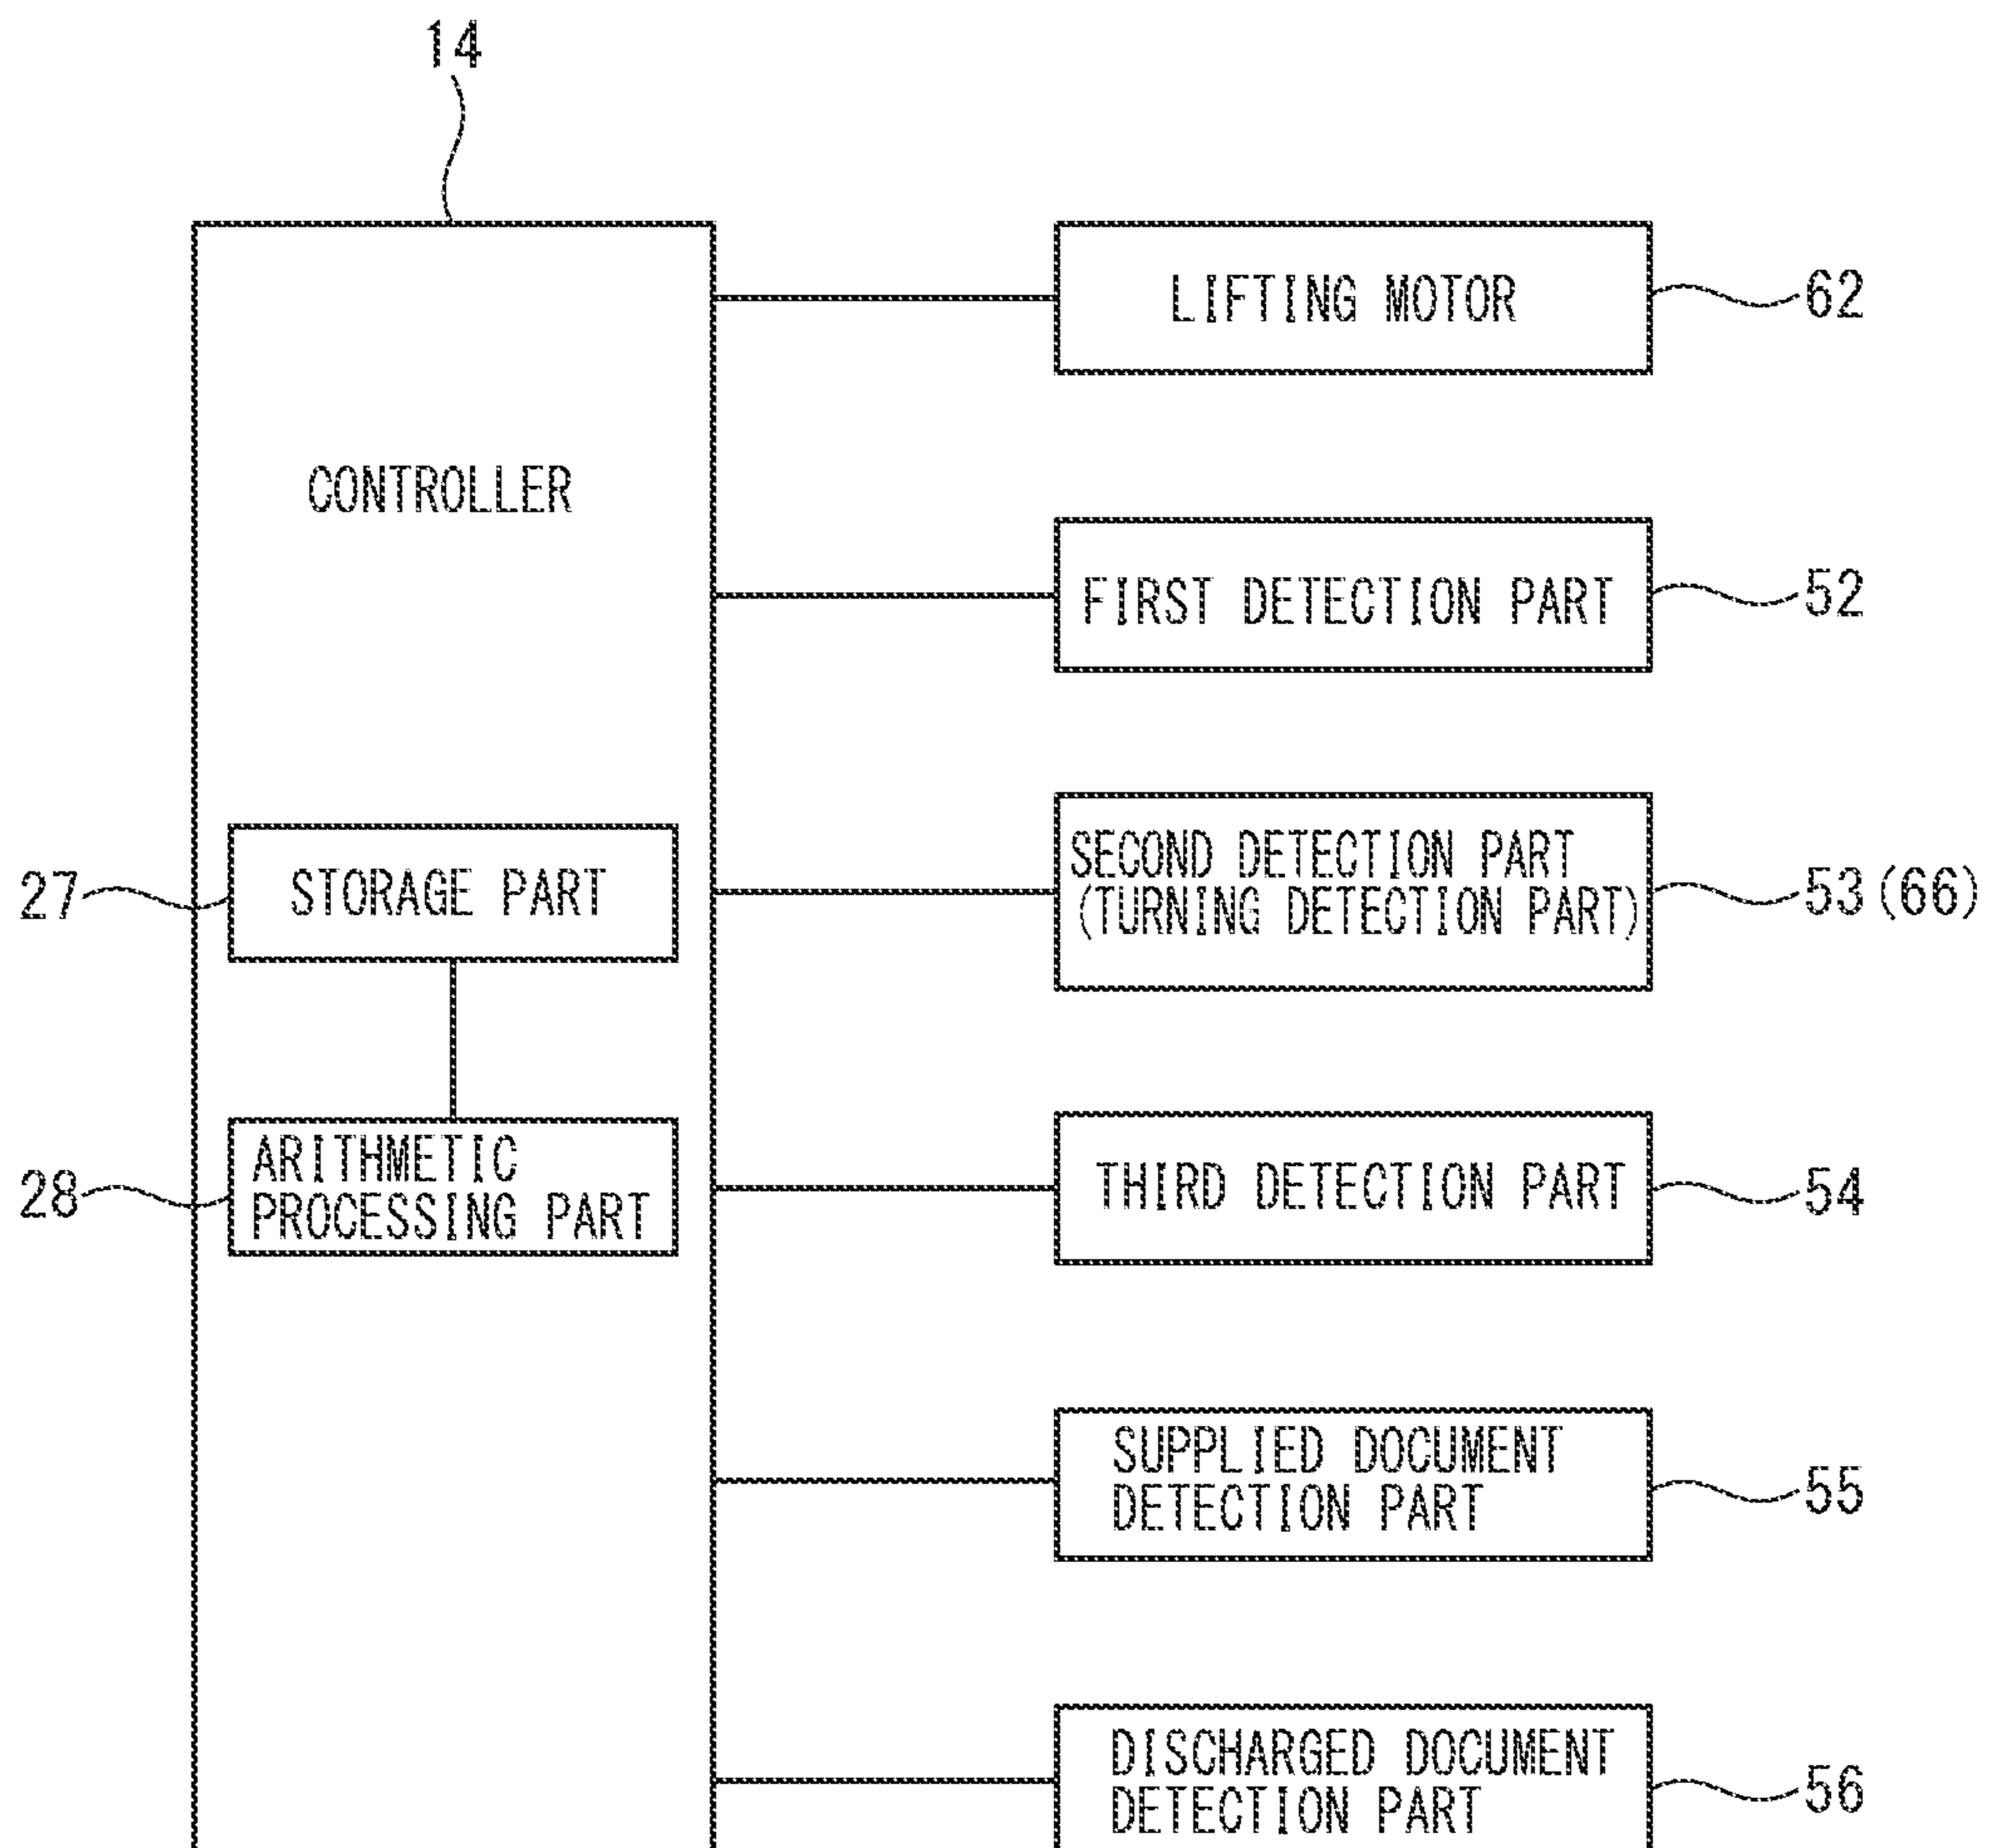 14
CONTROLLER
27
STORAGE PART
28
ARITHMETIC
PROCESSING PART
LIFTING MOTOR
62
FIRST DETECTION PART
52
SECOND DETECTION PART
(TURNING DETECTION PART)
53(66)
THIRD DETECTION PART
54
SUPPLIED DOCUMENT
DETECTION PART
55
DISCHARGED DOCUMENT
DETECTION PART
56